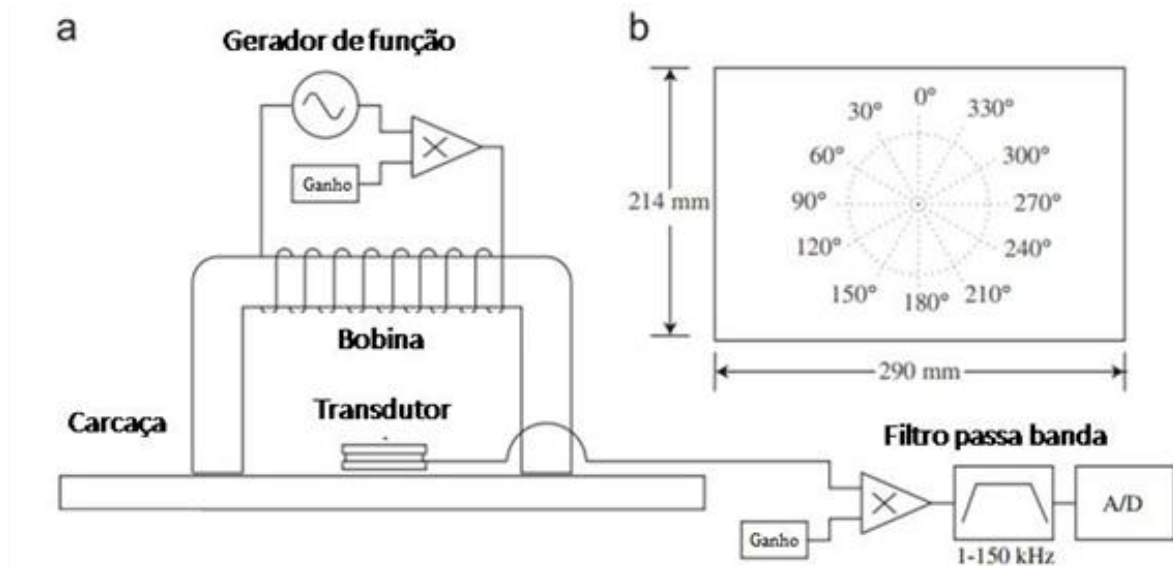 a
Gerador de função
Ganho
Bobina
Transdutor
Carcaça
b
0°
30°
330°
60°
300°
90°
270°
120°
240°
150°
180°
210°
214 mm
290 mm
Filtro passa banda
Ganho
1-150 kHz
A/D